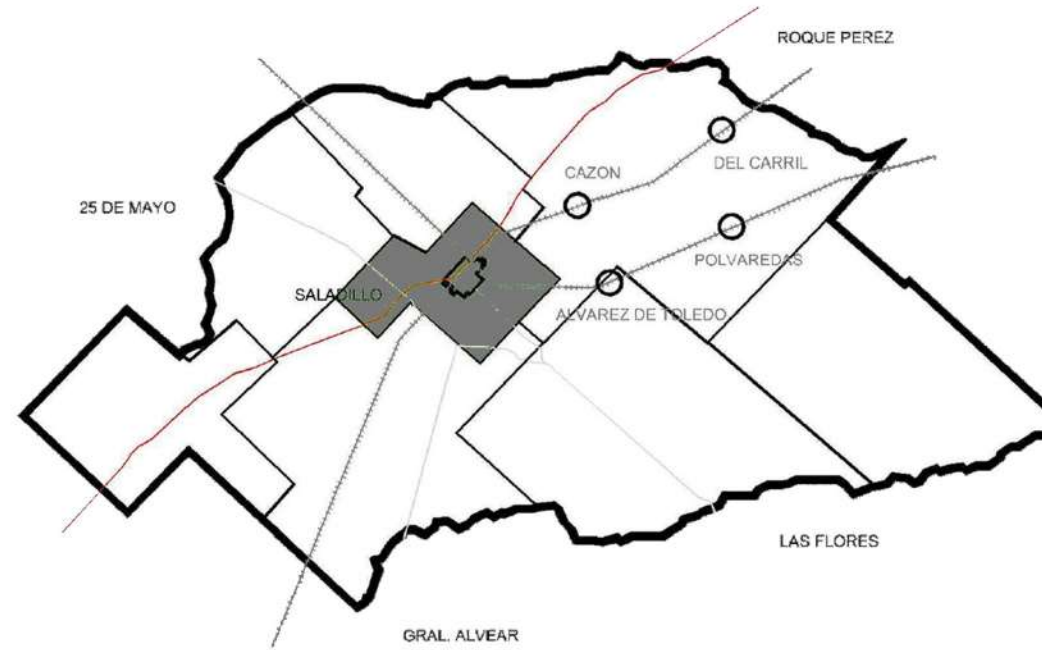 ROQUE PEREZ
DEL CARRIL
CAZON
25 DE MAYO
POLVAREDAS
SALADILLO
ALVAREZ DE TOLEDO
LAS FLORES
GRAL. ALVEAR